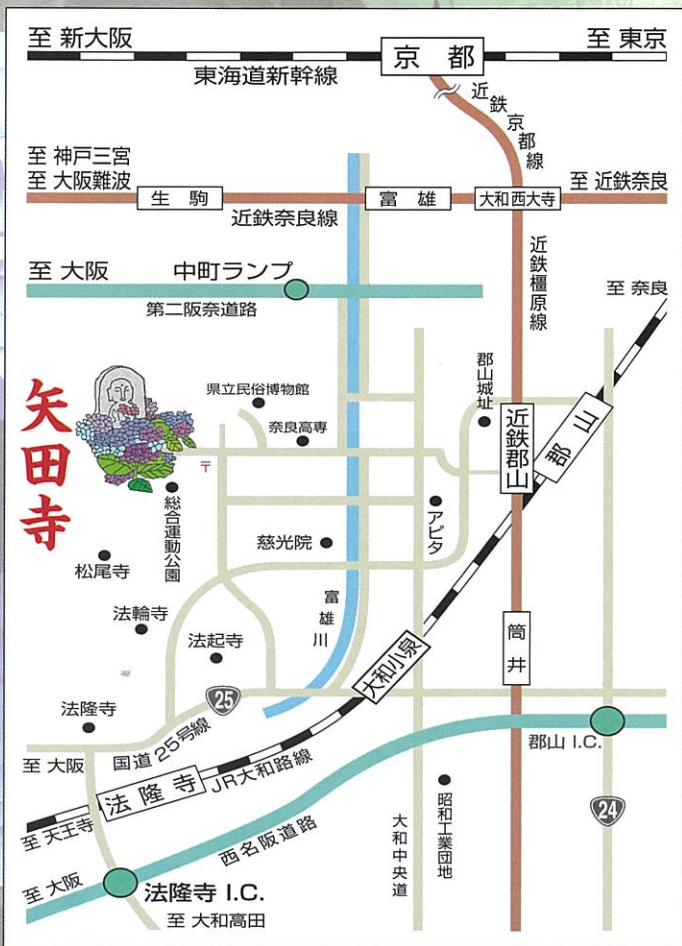 至 新大阪
至 東京
京都
東海道新幹線
近鉄京都線
至 神戸三宮
至 大阪難波
至 近鉄奈良
生駒
富雄
大和西大寺
近鉄奈良線
近鉄橿原線
至 大阪
中町ランプ
至 奈良
第二阪奈道路
矢田寺
県立民俗博物館
郡山城址
奈良高専
近鉄郡山
郡山
〒
総合運動公園
アピタ
慈光院
松尾寺
富雄川
法輪寺
筒井
法起寺
大和小泉
25
法隆寺
国道25号線
郡山 I.C.
至 大阪
JR大和路線
法隆寺
至 天王寺
昭和工業団地
24
大和中央道
西名阪道路
至 大阪
法隆寺 I.C.
至 大和高田